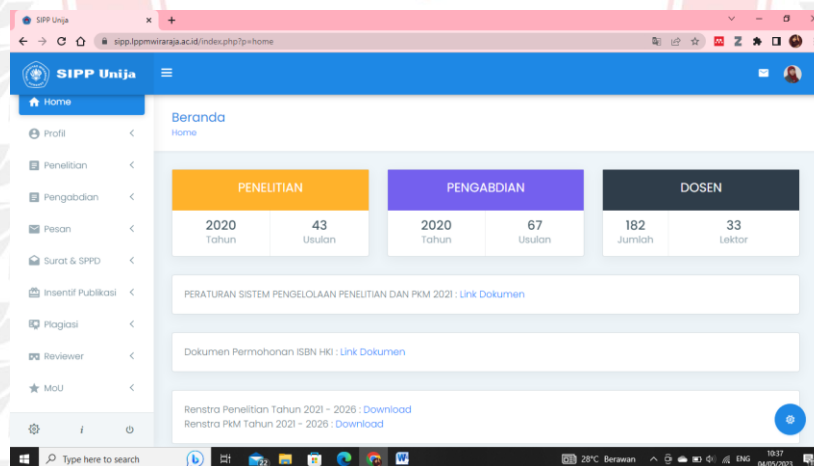 SIPP Unija
sipp.lppmwiraraja.ac.id/index.php?p=home
SIPP Unija
Home
Profil
Penelitian
Pengabdian
Pesan
Surat & SPPD
Insentif Publikasi
Plagiasi
Reviewer
MoU
Beranda
Home
PENELITIAN
2020 43
Tahun Usulan
PENGABDIAN
2020 67
Tahun Usulan
DOSEN
182 33
Jumlah Lektor
PERATURAN SISTEM PENGELOLAAN PENELITIAN DAN PKM 2021 : Link Dokumen
Dokumen Permohonan ISBN HKI : Link Dokumen
Renstra Penelitian Tahun 2021 - 2026 : Download
Renstra PkM Tahun 2021 - 2026 : Download
Type here to search
28°C Berawan
ENG
10:37
04/05/2023